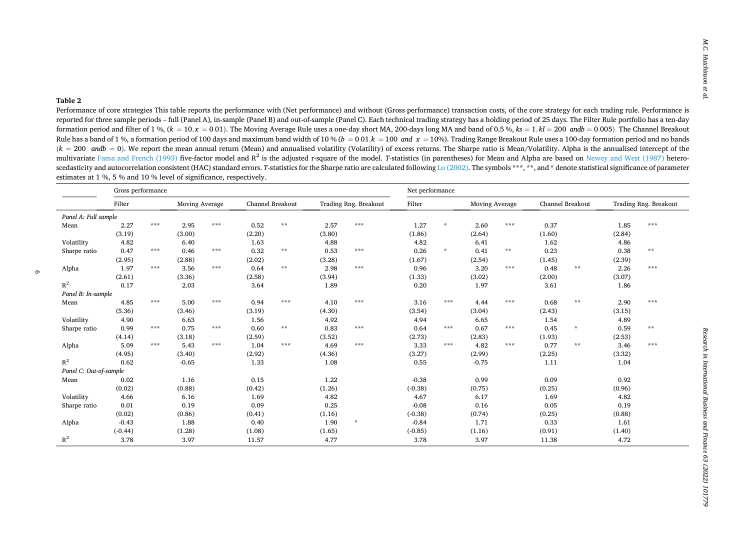 M.C. Hutchinson et al.
Table 2
Performance of core strategies This table reports the performance with (Net performance) and without (Gross performance) transaction costs, of the core strategy for each trading rule. Performance is
reported for three sample periods – full (Panel A), in-sample (Panel B) and out-of-sample (Panel C). Each technical trading strategy has a holding period of 25 days. The Filter Rule portfolio has a ten-day
formation period and filter of 1 %, (k = 10,x = 0.01). The Moving Average Rule uses a one-day short MA, 200-days long MA and band of 0.5 %, ks = 1, kl = 200 andb = 0.005). The Channel Breakout
Rule has a band of 1 %, a formation period of 100 days and maximum band width of 10 % (b = 0.01,k = 100 and x = 10%). Trading Range Breakout Rule uses a 100-day formation period and no bands
(k = 200 andb = 0). We report the mean annual return (Mean) and annualised volatility (Volatility) of excess returns. The Sharpe ratio is Mean/Volatility. Alpha is the annualised intercept of the
multivariate Fama and French (1993) five-factor model and R² is the adjusted r-square of the model. T-statistics (in parentheses) for Mean and Alpha are based on Newey and West (1987) hetero-
scedasticity and autocorrelation consistent (HAC) standard errors. T-statistics for the Sharpe ratio are calculated following Lo (2002). The symbols ***, **, and * denote statistical significance of parameter
estimates at 1 %, 5 % and 10 % level of significance, respectively.
Gross performance Net performance
Filter Moving Average Channel Breakout Trading Rng. Breakout Filter Moving Average Channel Breakout Trading Rng. Breakout
Panel A: Full sample
Mean 2.27 *** 2.95 *** 0.52 ** 2.57 *** 1.27 * 2.60 *** 0.37 1.85 ***
(3.19) (3.00) (2.20) (3.80) (1.86) (2.64) (1.60) (2.84)
Volatility 4.82 6.40 1.63 4.88 4.82 6.41 1.62 4.86
Sharpe ratio 0.47 *** 0.46 *** 0.32 ** 0.53 *** 0.26 * 0.41 ** 0.23 0.38 **
(2.95) (2.88) (2.02) (3.28) (1.67) (2.54) (1.45) (2.39)
Alpha 1.97 *** 3.56 *** 0.64 ** 2.98 *** 0.96 3.20 *** 0.48 ** 2.26 ***
(2.61) (3.36) (2.58) (3.94) (1.33) (3.02) (2.00) (3.07)
R² 0.17 2.03 3.64 1.89 0.20 1.97 3.61 1.86
Panel B: In-sample
Mean 4.85 *** 5.00 *** 0.94 *** 4.10 *** 3.16 *** 4.44 *** 0.68 ** 2.90 ***
(5.36) (3.46) (3.19) (4.30) (3.54) (3.04) (2.43) (3.15)
Volatility 4.90 6.63 1.56 4.92 4.94 6.65 1.54 4.89
Sharpe ratio 0.99 *** 0.75 *** 0.60 ** 0.83 *** 0.64 *** 0.67 *** 0.45 * 0.59 **
(4.14) (3.18) (2.59) (3.52) (2.73) (2.83) (1.93) (2.53)
Alpha 5.09 *** 5.43 *** 1.04 *** 4.69 *** 3.33 *** 4.82 *** 0.77 ** 3.46 ***
(4.95) (3.40) (2.92) (4.36) (3.27) (2.99) (2.25) (3.32)
R² 0.62 -0.65 1.33 1.08 0.55 -0.75 1.11 1.04
Panel C: Out-of-sample
Mean 0.02 1.16 0.15 1.22 -0.38 0.99 0.09 0.92
(0.02) (0.88) (0.42) (1.26) (-0.38) (0.75) (0.25) (0.96)
Volatility 4.66 6.16 1.69 4.82 4.67 6.17 1.69 4.82
Sharpe ratio 0.01 0.19 0.09 0.25 -0.08 0.16 0.05 0.19
(0.02) (0.86) (0.41) (1.16) (-0.38) (0.74) (0.25) (0.88)
Alpha -0.43 1.88 0.40 1.90 * -0.84 1.71 0.33 1.61
(-0.44) (1.28) (1.08) (1.65) (-0.85) (1.16) (0.91) (1.40)
R² 3.78 3.97 11.57 4.77 3.78 3.97 11.38 4.72
Research in International Business and Finance 63 (2022) 101779